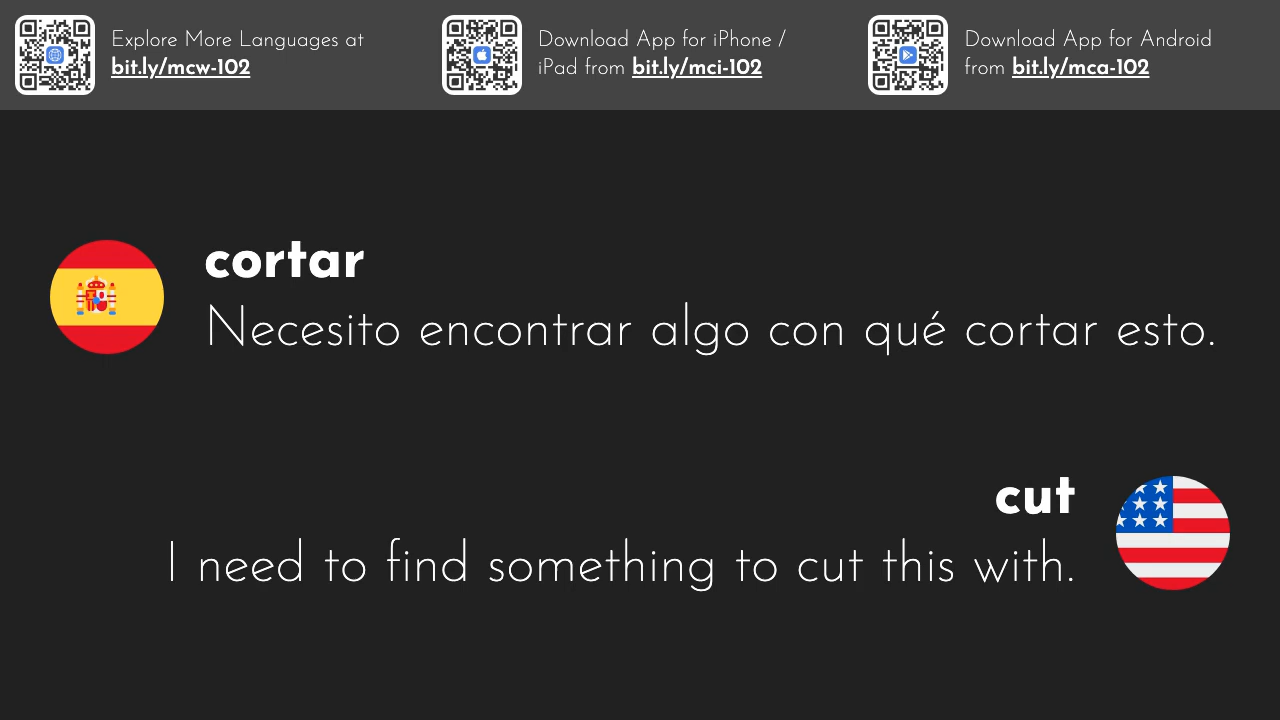 Explore More Languages at
bit.ly/mcw-102
Download App for iPhone /
iPad from bit.ly/mci-102
Download App for Android
from bit.ly/mca-102
cortar
Necesito encontrar algo con qué cortar esto.
cut
I need to find something to cut this with.